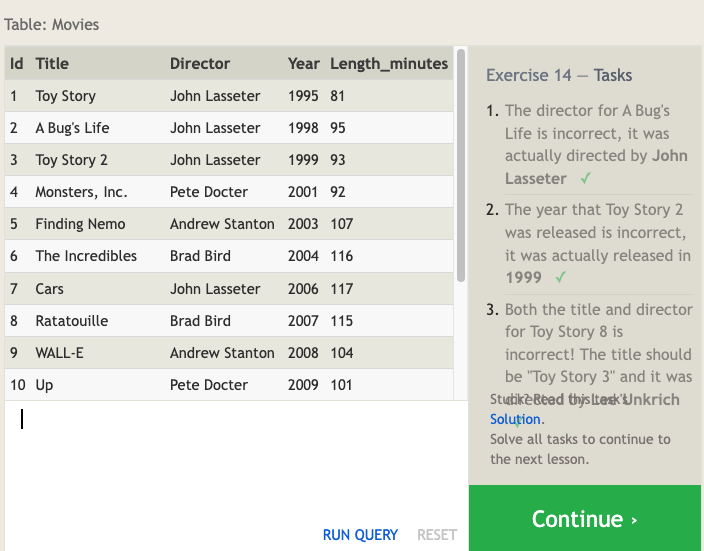 Table: Movies
Id Title Director Year Length_minutes
1 Toy Story John Lasseter 1995 81
2 A Bug's Life John Lasseter 1998 95
3 Toy Story 2 John Lasseter 1999 93
4 Monsters, Inc. Pete Docter 2001 92
5 Finding Nemo Andrew Stanton 2003 107
6 The Incredibles Brad Bird 2004 116
7 Cars John Lasseter 2006 117
8 Ratatouille Brad Bird 2007 115
9 WALL-E Andrew Stanton 2008 104
10 Up Pete Docter 2009 101
RUN QUERY RESET
Exercise 14 — Tasks
1. The director for A Bug's
Life is incorrect, it was
actually directed by John
Lasseter ✓
2. The year that Toy Story 2
was released is incorrect,
it was actually released in
1999 ✓
3. Both the title and director
for Toy Story 8 is
incorrect! The title should
be "Toy Story 3" and it was
directed by Lee Unkrich
✓
Stuck? Read this task's
Solution.
Solve all tasks to continue to
the next lesson.
Continue ›